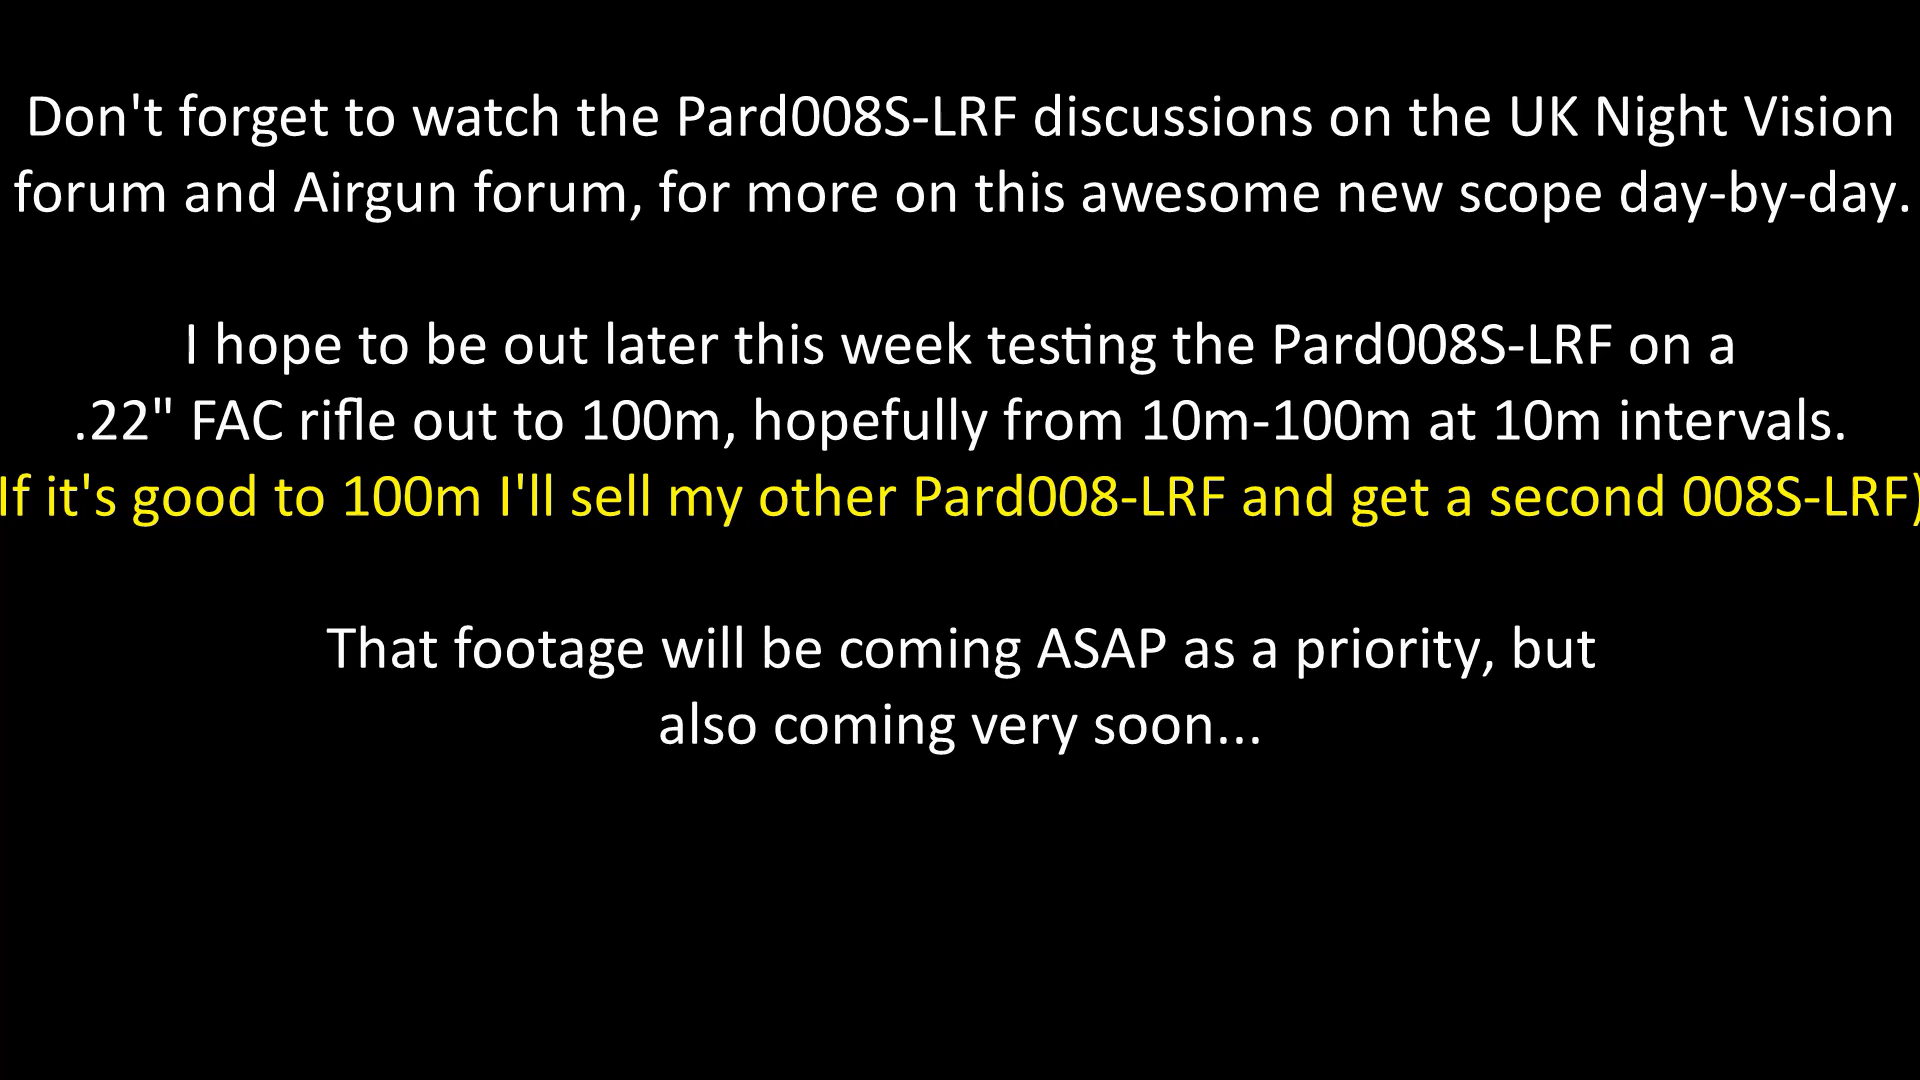 Don't forget to watch the Pard008S-LRF discussions on the UK Night Vision
forum and Airgun forum, for more on this awesome new scope day-by-day.
I hope to be out later this week testing the Pard008S-LRF on a
.22" FAC rifle out to 100m, hopefully from 10m-100m at 10m intervals.
If it's good to 100m I'll sell my other Pard008-LRF and get a second 008S-LRF)
That footage will be coming ASAP as a priority, but
also coming very soon...